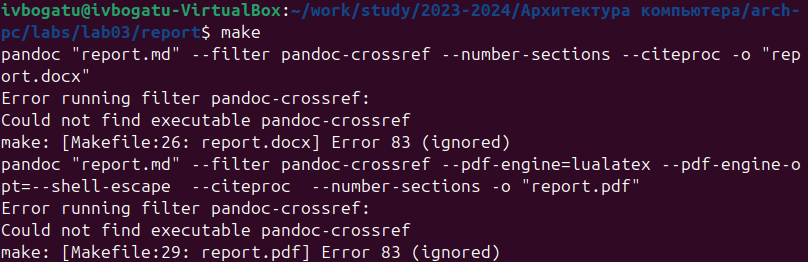 ivbogatu@ivbogatu-VirtualBox:~/work/study/2023-2024/Архитектура компьютера/arch-
pc/labs/lab03/report$ make
pandoc "report.md" --filter pandoc-crossref --number-sections --citeproc -o "rep
ort.docx"
Error running filter pandoc-crossref:
Could not find executable pandoc-crossref
make: [Makefile:26: report.docx] Error 83 (ignored)
pandoc "report.md" --filter pandoc-crossref --pdf-engine=lualatex --pdf-engine-o
pt=--shell-escape  --citeproc  --number-sections -o "report.pdf"
Error running filter pandoc-crossref:
Could not find executable pandoc-crossref
make: [Makefile:29: report.pdf] Error 83 (ignored)